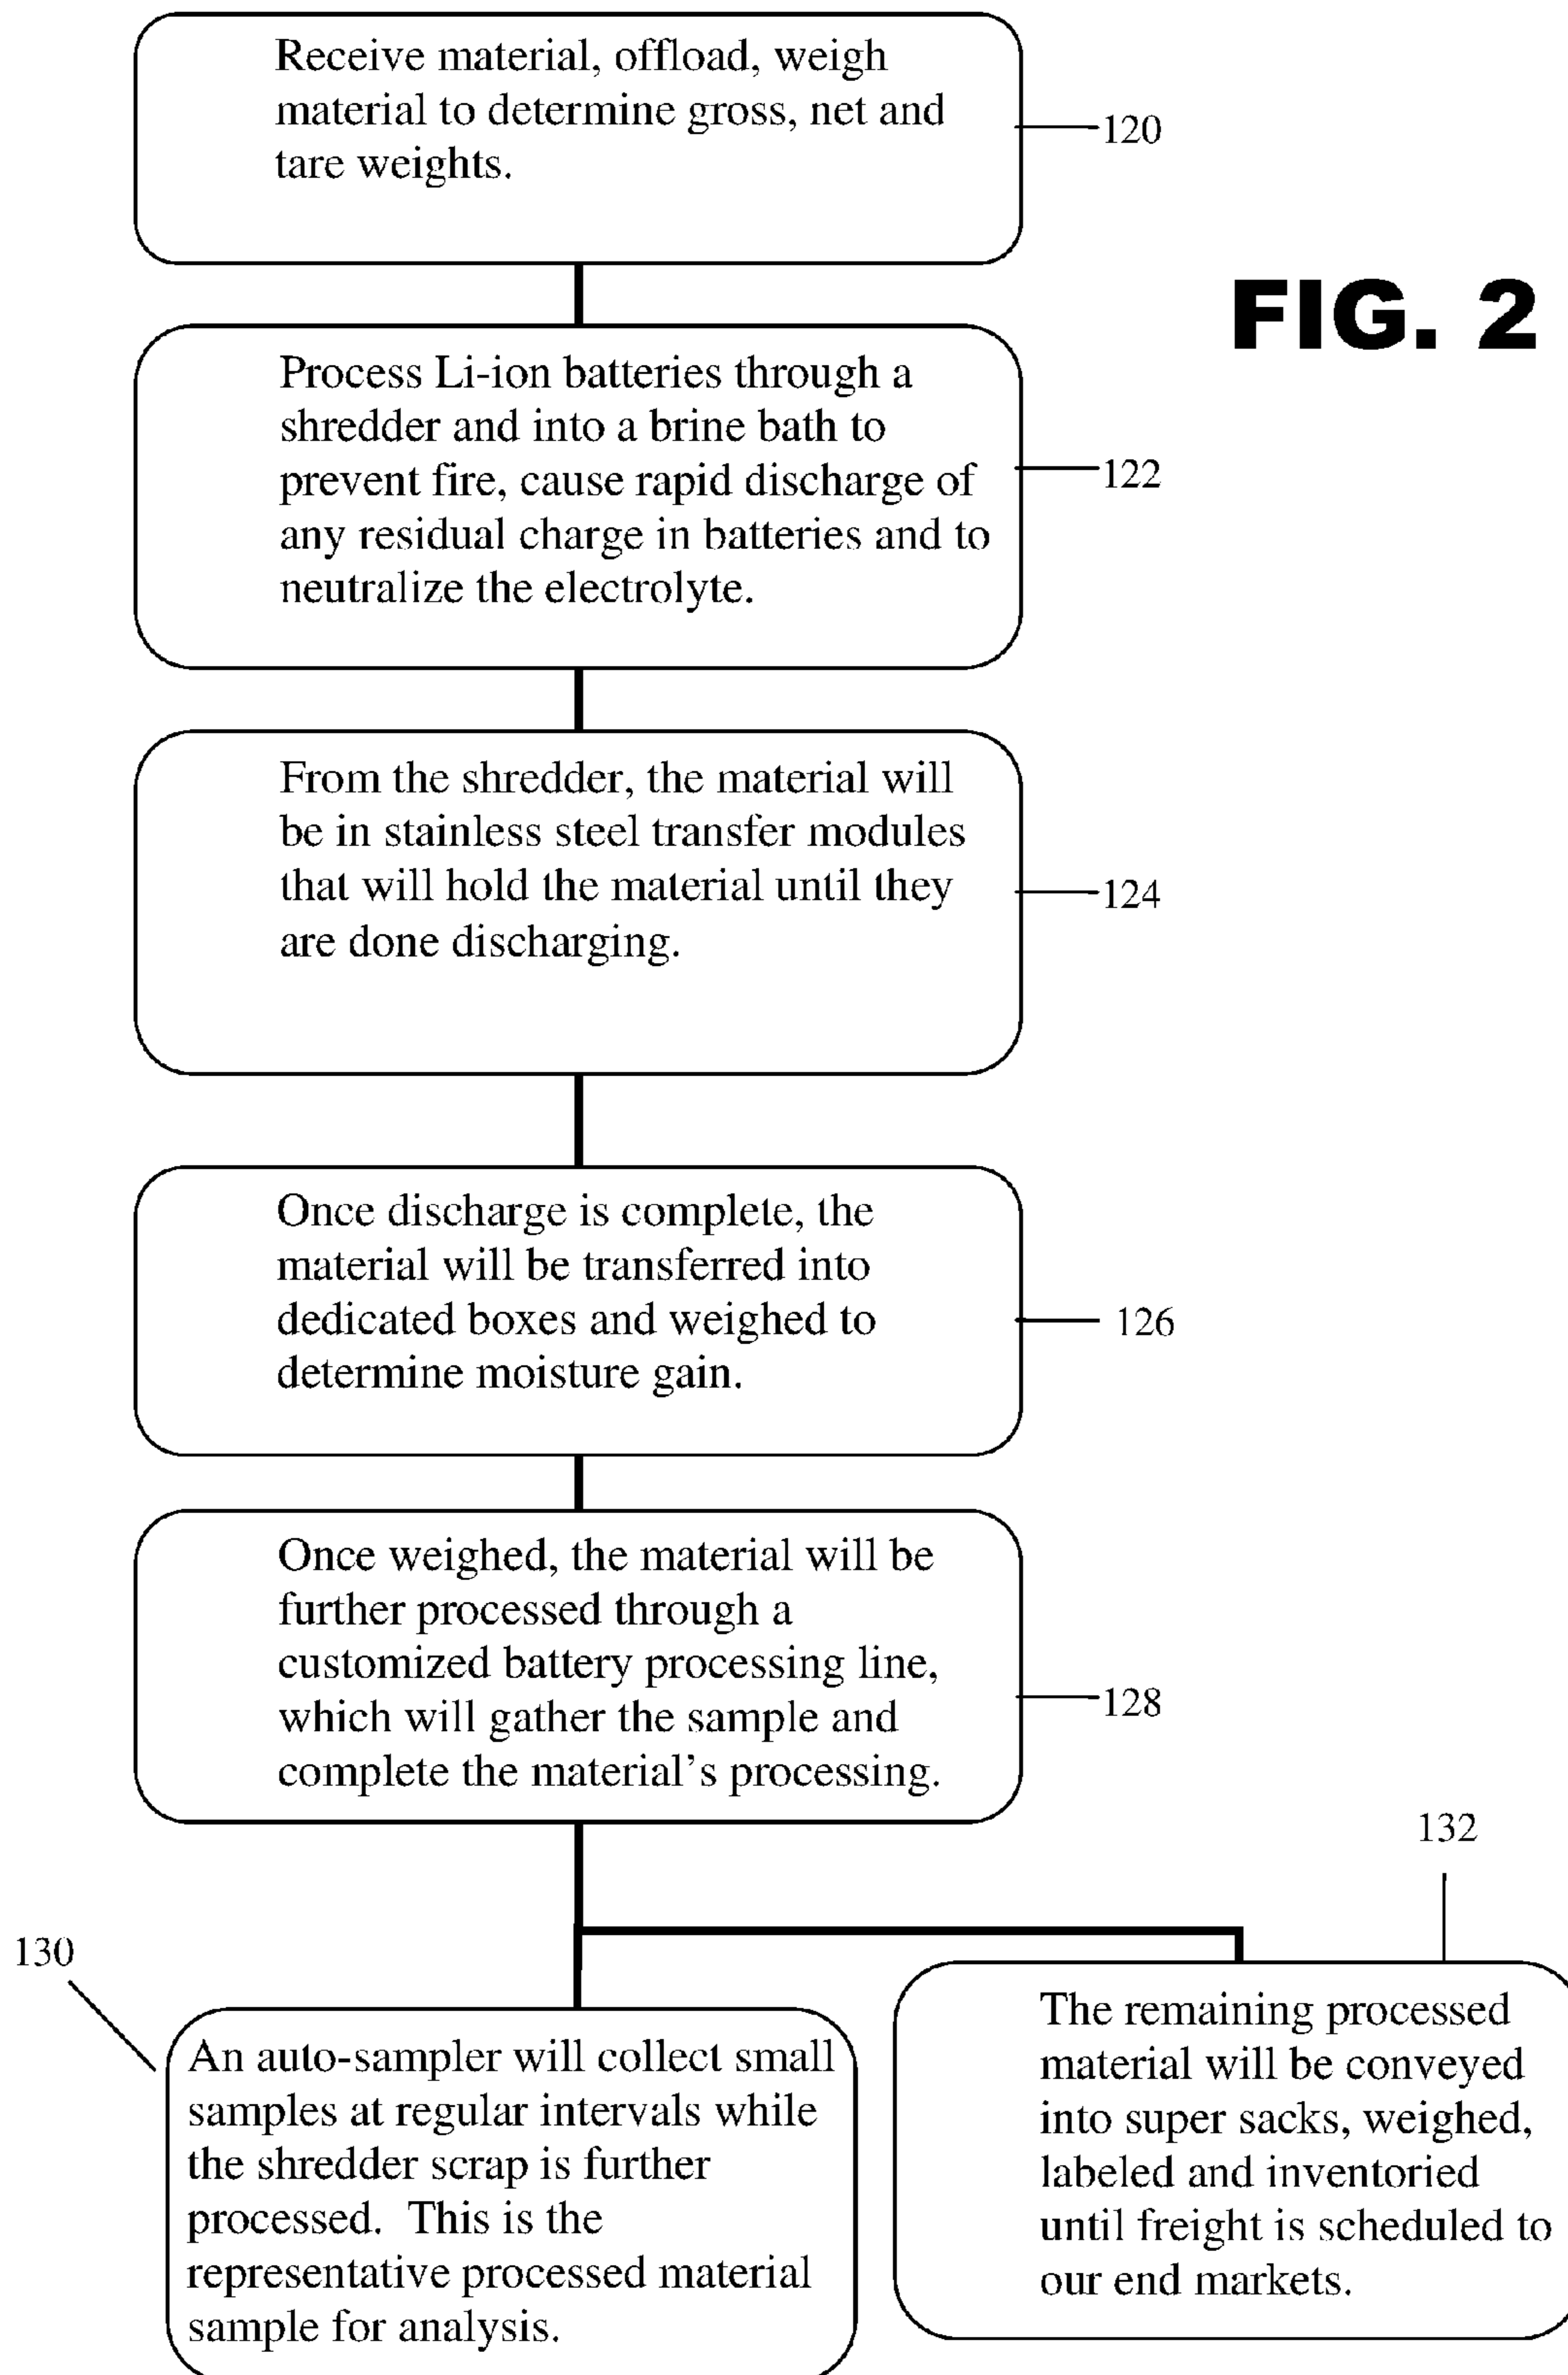 Receive material, offload, weigh
material to determine gross, net and
tare weights.
120
FIG. 2
Process Li-ion batteries through a
shredder and into a brine bath to
prevent fire, cause rapid discharge of
any residual charge in batteries and to
neutralize the electrolyte.
122
From the shredder, the material will
be in stainless steel transfer modules
that will hold the material until they
are done discharging.
124
Once discharge is complete, the
material will be transferred into
dedicated boxes and weighed to
determine moisture gain.
126
Once weighed, the material will be
further processed through a
customized battery processing line,
which will gather the sample and
complete the material's processing.
128
130
An auto-sampler will collect small
samples at regular intervals while
the shredder scrap is further
processed.  This is the
representative processed material
sample for analysis.
132
The remaining processed
material will be conveyed
into super sacks, weighed,
labeled and inventoried
until freight is scheduled to
our end markets.